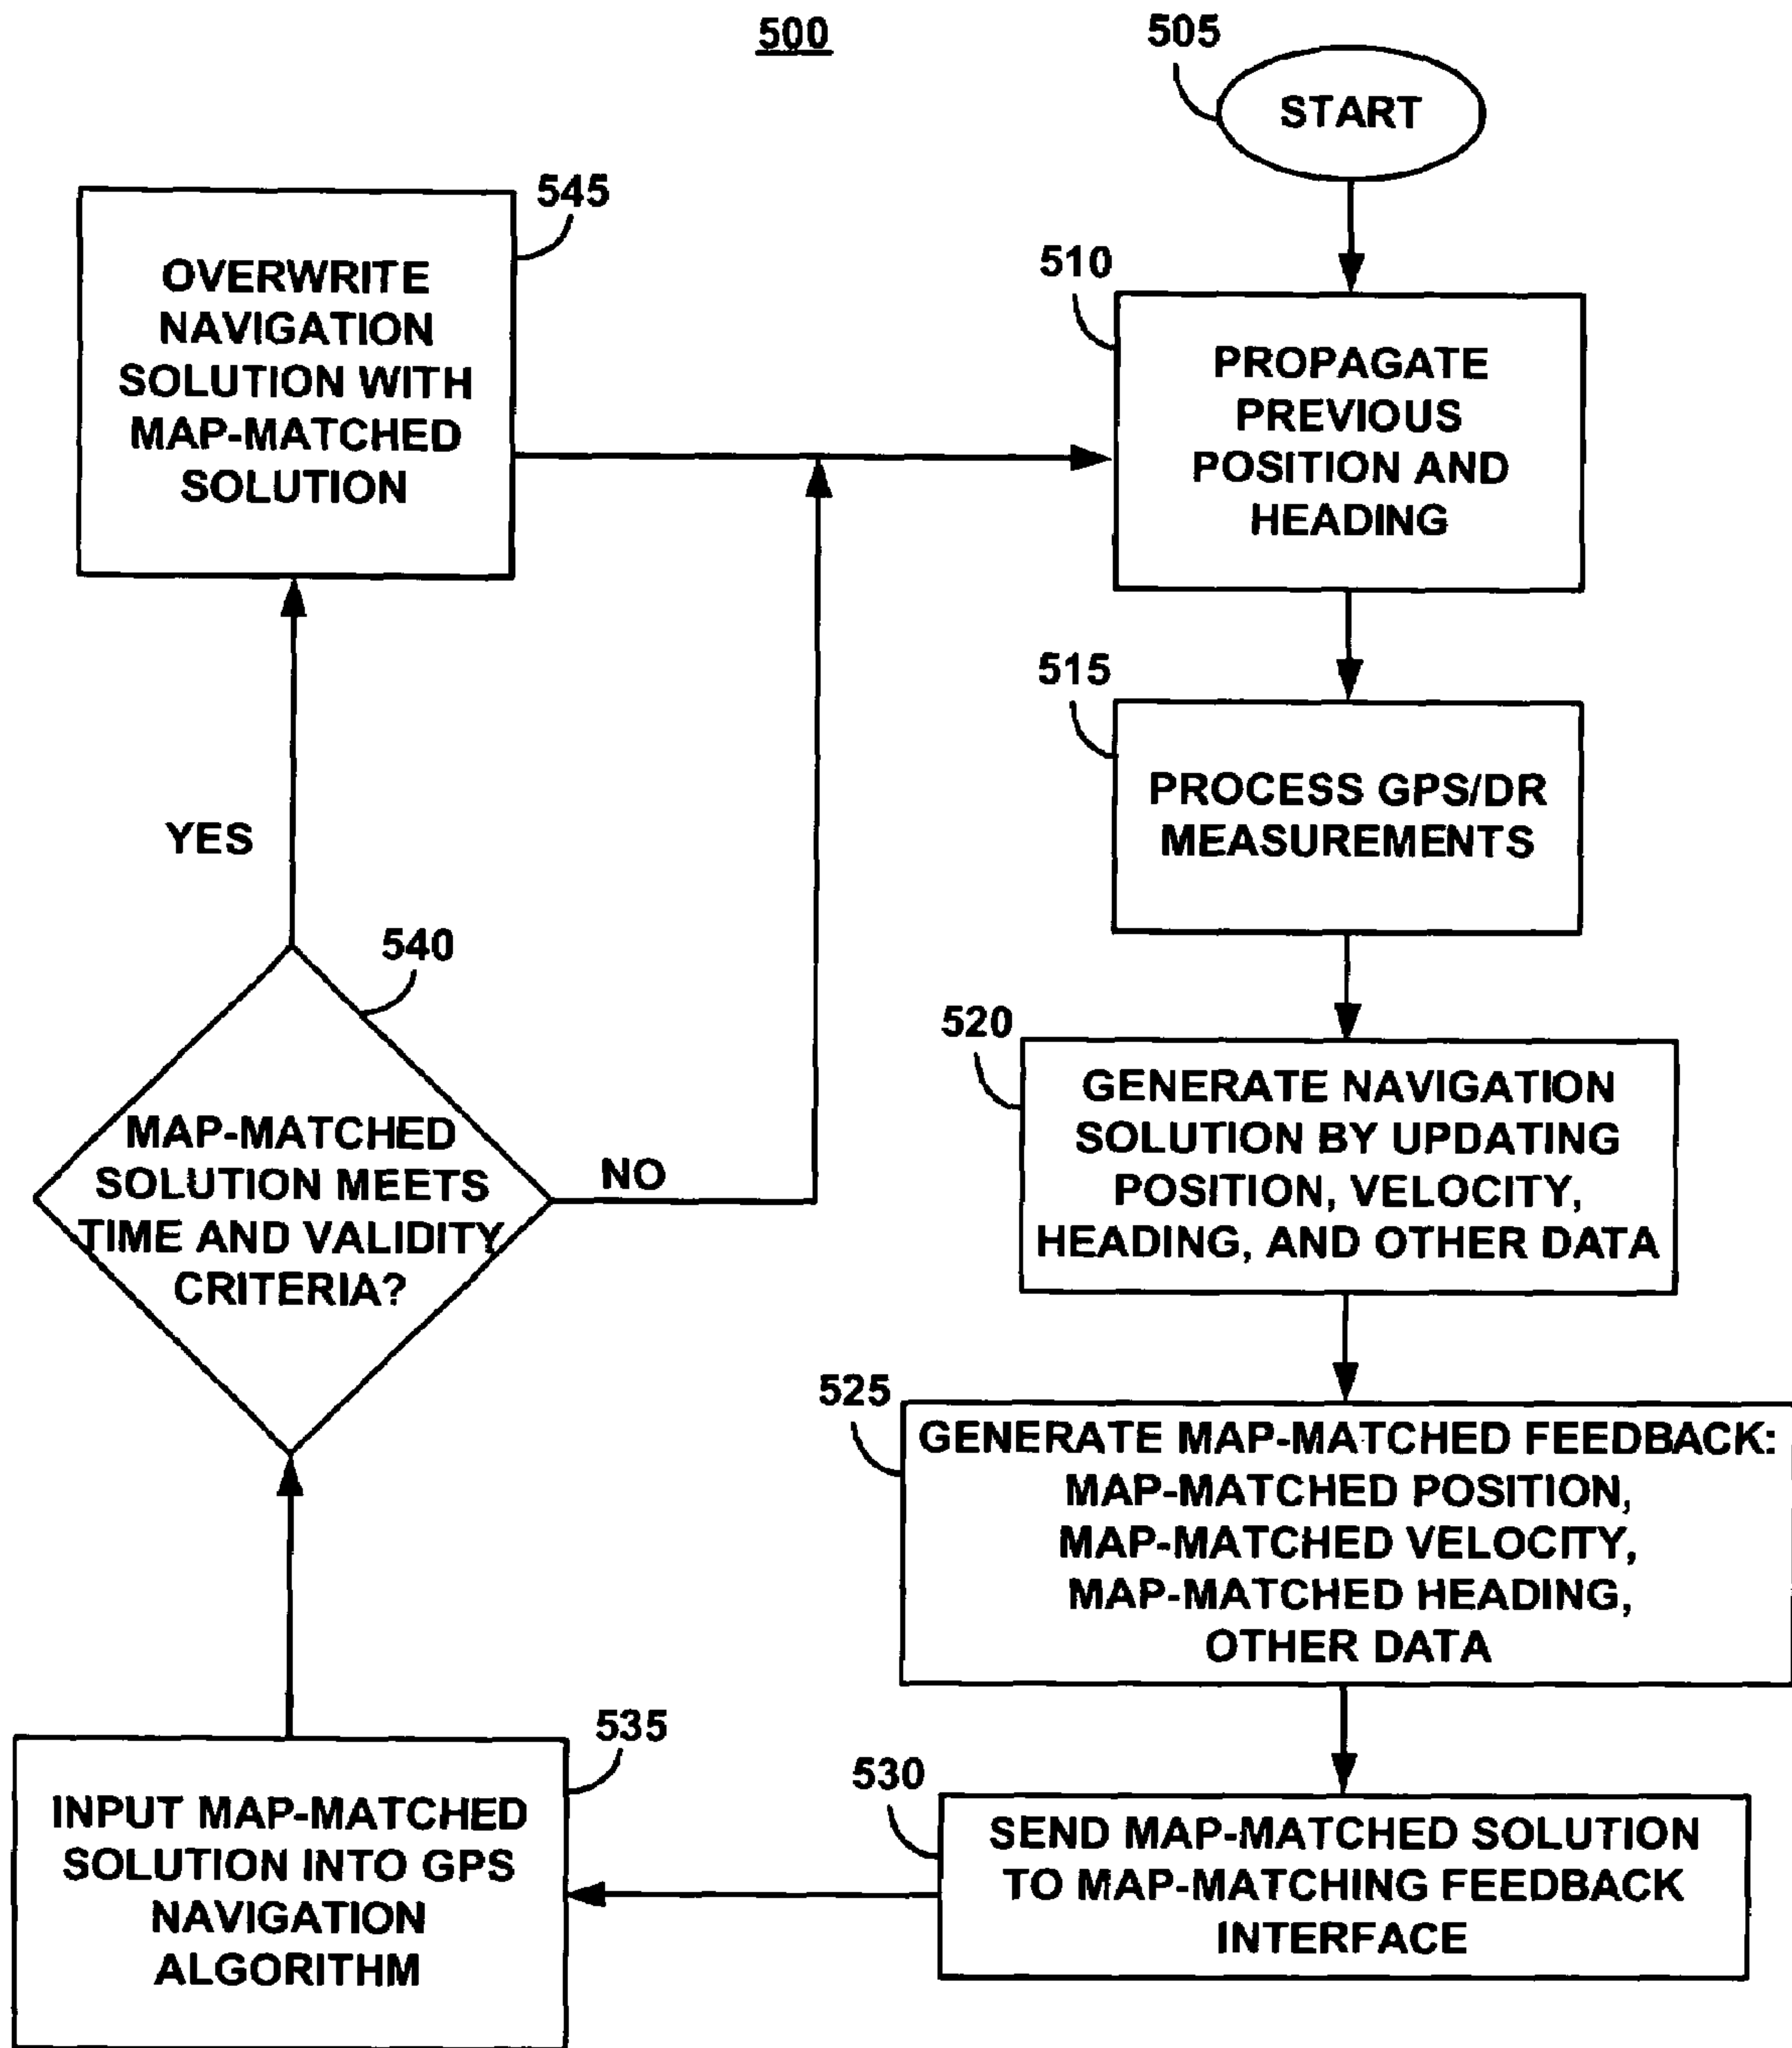 500
505
START
510
PROPAGATE
PREVIOUS
POSITION AND
HEADING
515
PROCESS GPS/DR
MEASUREMENTS
520
GENERATE NAVIGATION
SOLUTION BY UPDATING
POSITION, VELOCITY,
HEADING, AND OTHER DATA
525
GENERATE MAP-MATCHED FEEDBACK:
MAP-MATCHED POSITION,
MAP-MATCHED VELOCITY,
MAP-MATCHED HEADING,
OTHER DATA
530
SEND MAP-MATCHED SOLUTION
TO MAP-MATCHING FEEDBACK
INTERFACE
535
INPUT MAP-MATCHED
SOLUTION INTO GPS
NAVIGATION
ALGORITHM
540
MAP-MATCHED
SOLUTION MEETS
TIME AND VALIDITY
CRITERIA?
NO
YES
545
OVERWRITE
NAVIGATION
SOLUTION WITH
MAP-MATCHED
SOLUTION